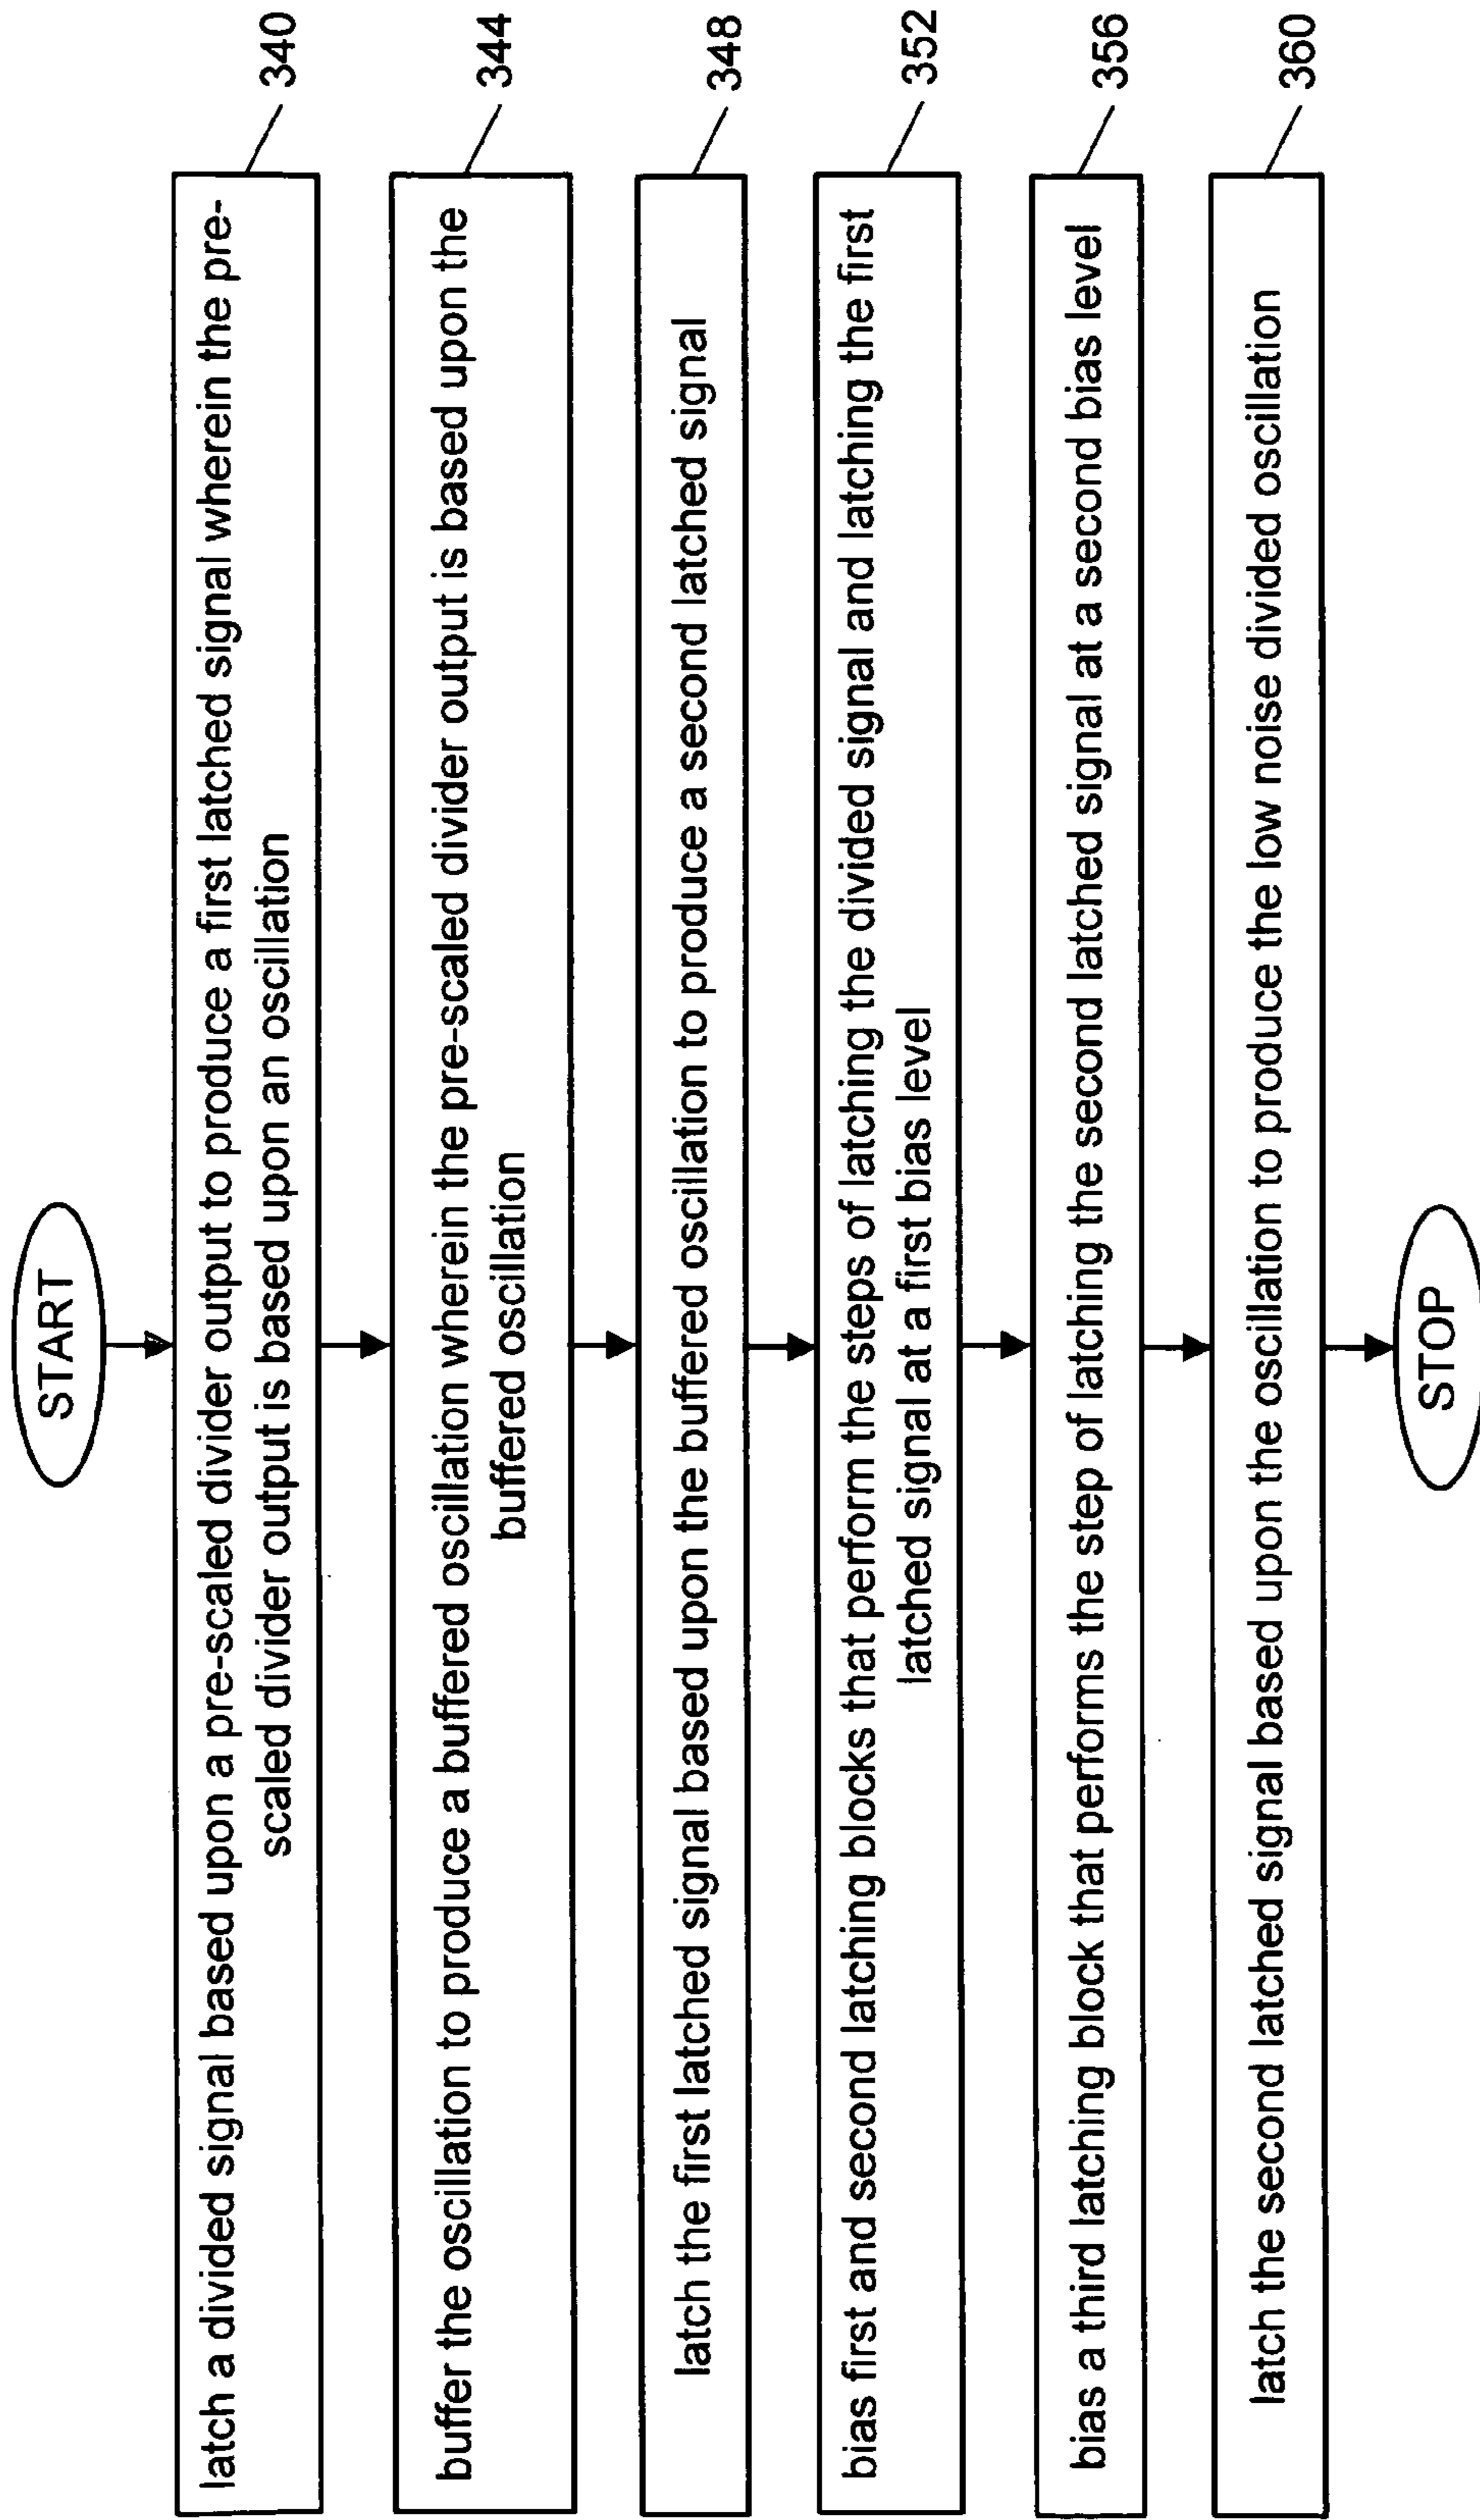 START
latch a divided signal based upon a pre-scaled divider output to produce a first latched signal wherein the pre-
scaled divider output is based upon an oscillation
340
buffer the oscillation to produce a buffered oscillation wherein the pre-scaled divider output is based upon the
buffered oscillation
344
latch the first latched signal based upon the buffered oscillation to produce a second latched signal
348
bias first and second latching blocks that perform the steps of latching the divided signal and latching the first
latched signal at a first bias level
352
bias a third latching block that performs the step of latching the second latched signal at a second bias level
356
latch the second latched signal based upon the oscillation to produce the low noise divided oscillation
360
STOP